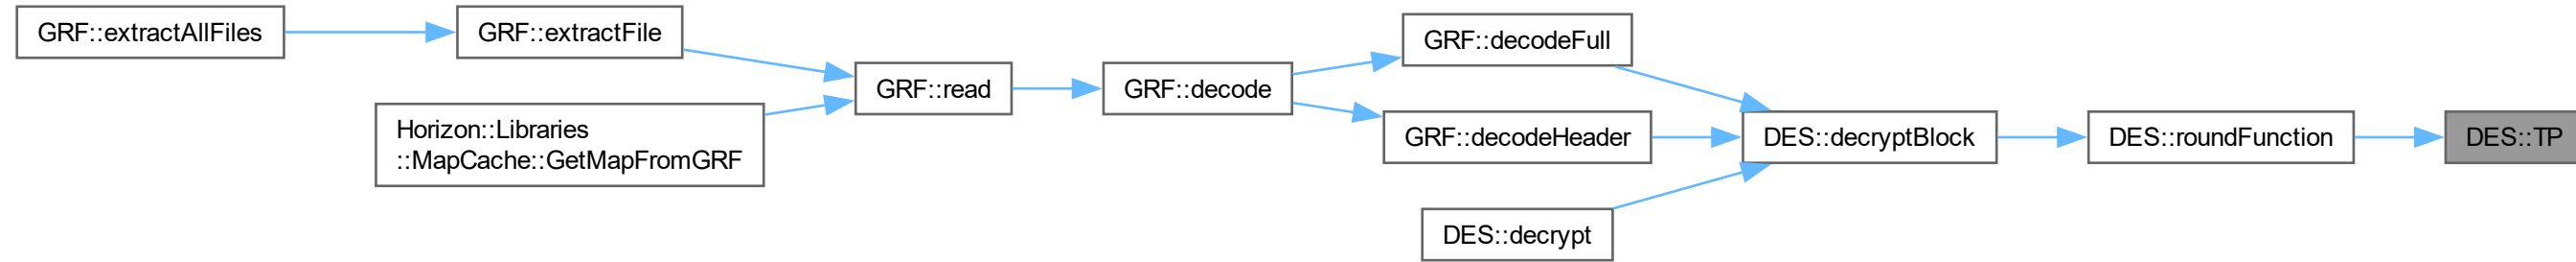 GRF::extractAllFiles
GRF::extractFile
Horizon::Libraries
::MapCache::GetMapFromGRF
GRF::read
GRF::decode
GRF::decodeFull
GRF::decodeHeader
DES::decrypt
DES::decryptBlock
DES::roundFunction
DES::TP